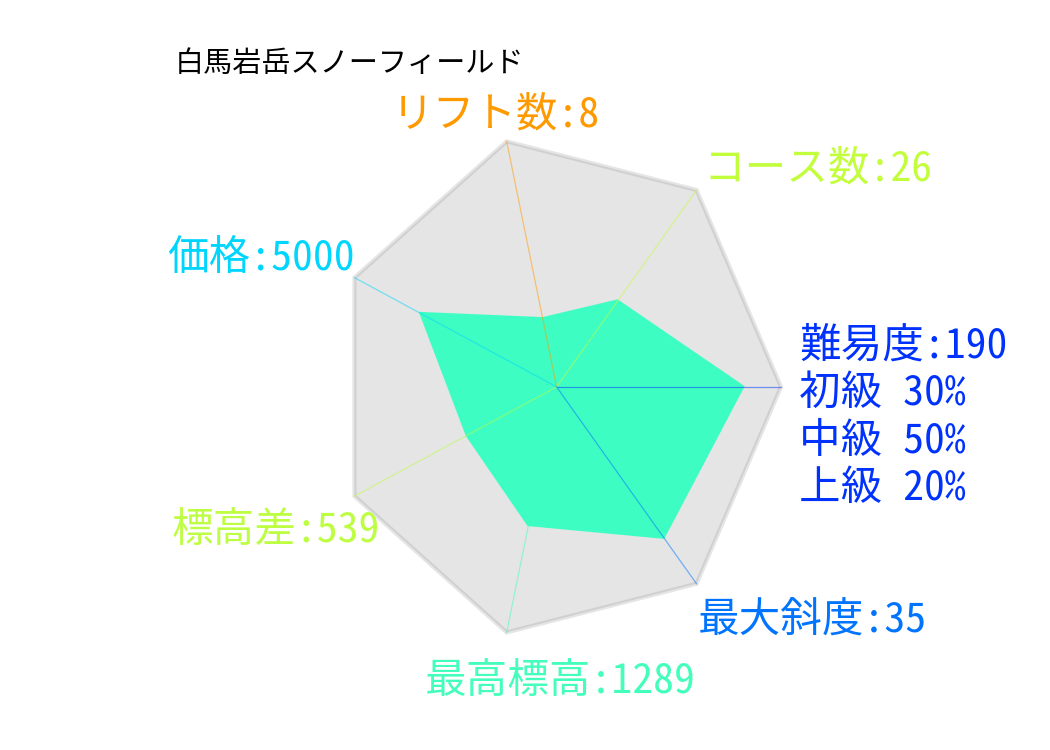 白馬岩岳スノーフィールド
リフト数:8
コース数:26
価格:5000
難易度:190
初級 30%
中級 50%
上級 20%
標高差:539
最大斜度:35
最高標高:1289